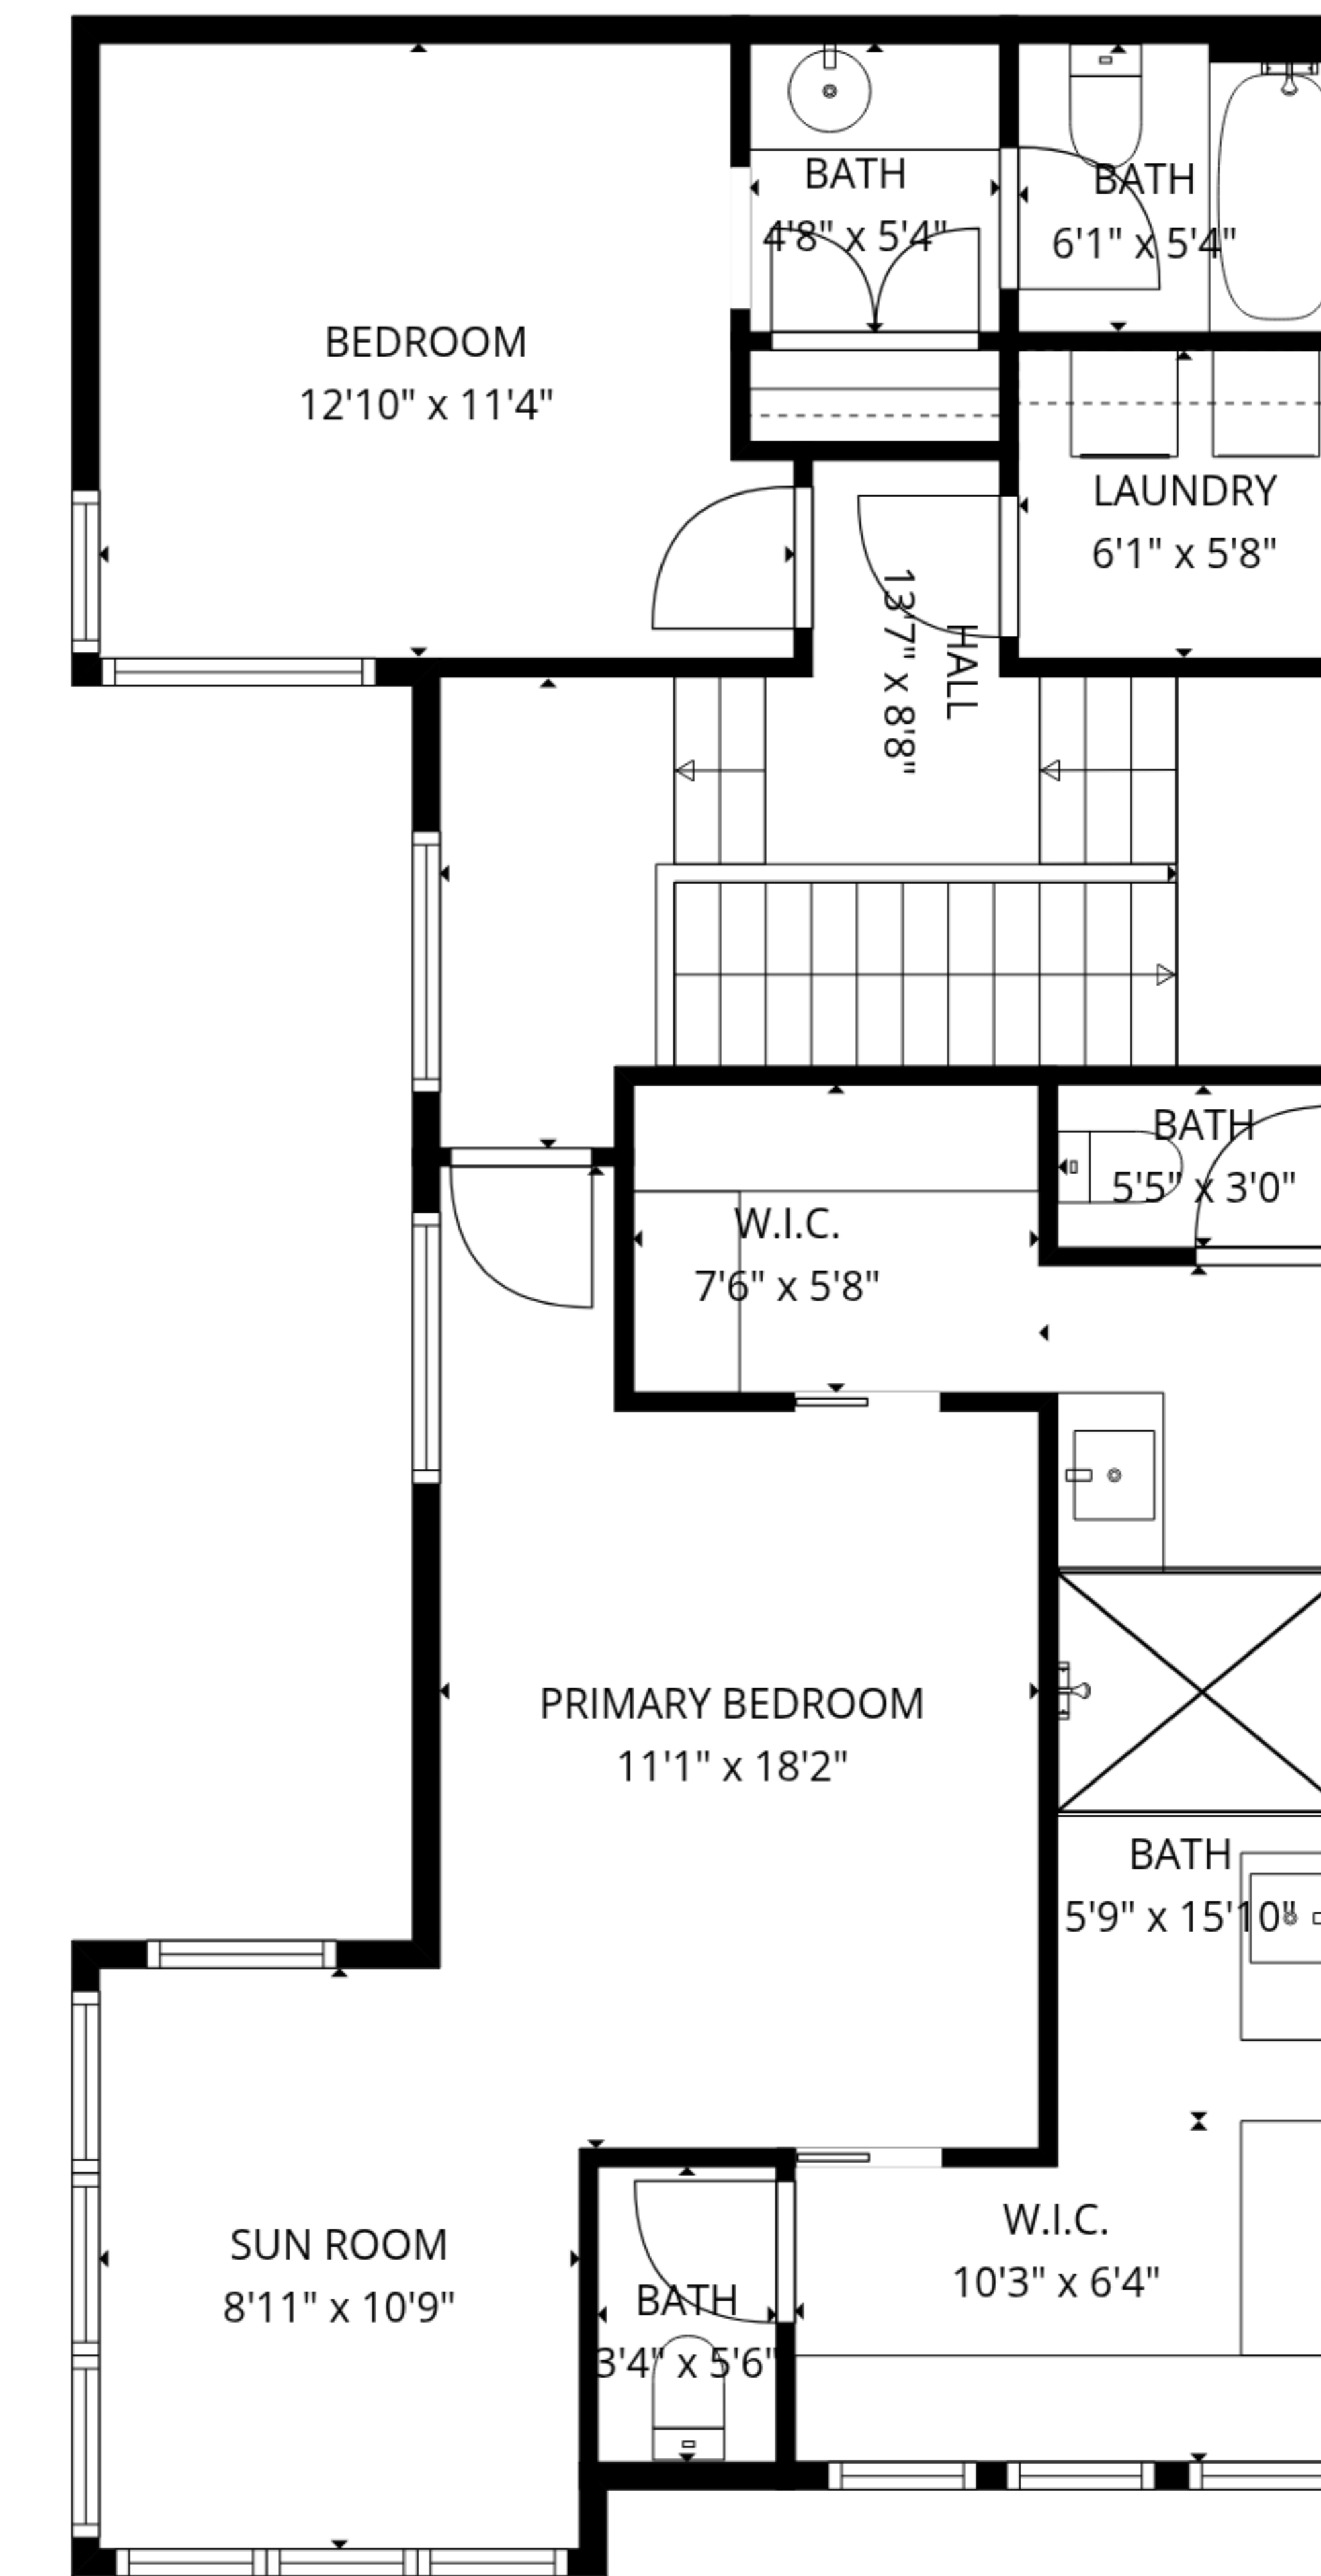 BATH
4'8" x 5'4"
BATH
6'1" x 5'4"
BEDROOM
12'10" x 11'4"
LAUNDRY
6'1" x 5'8"
HALL
13'7" x 8'8"
BATH
5'5" x 3'0"
W.I.C.
7'6" x 5'8"
PRIMARY BEDROOM
11'1" x 18'2"
BATH
5'9" x 15'10"
W.I.C.
10'3" x 6'4"
SUN ROOM
8'11" x 10'9"
BATH
3'4" x 5'6"